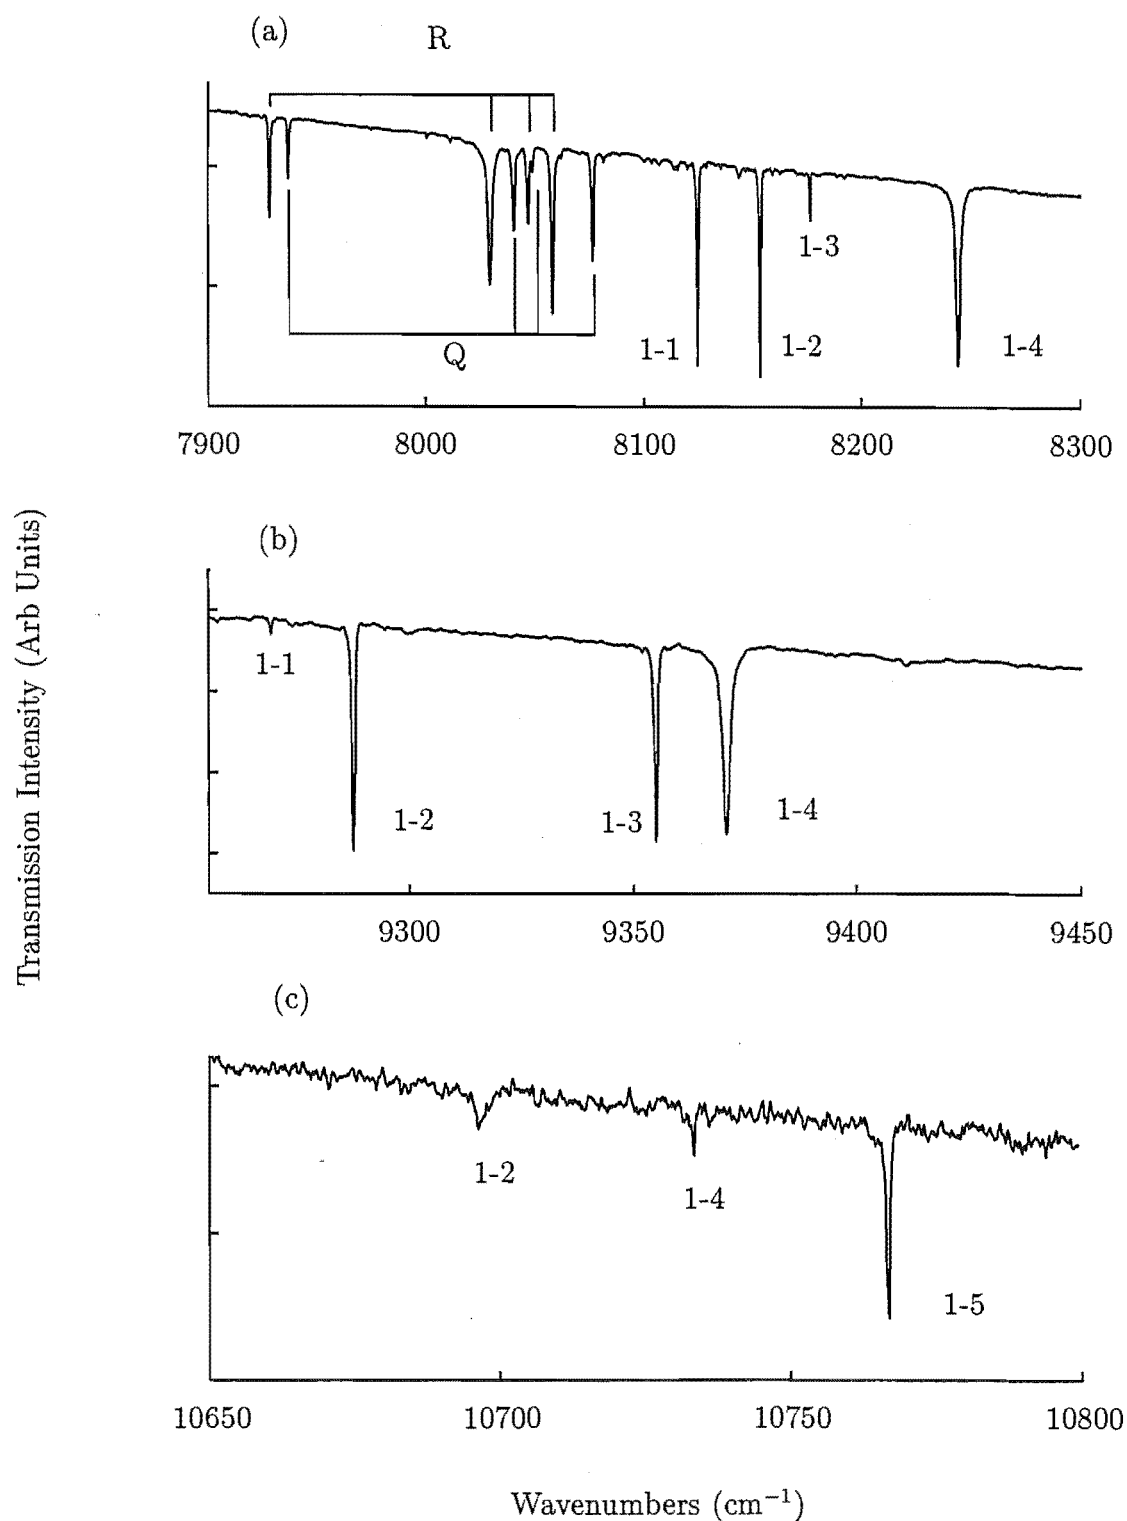 (a)
R
Q
1-1
1-2
1-3
1-4
7900 8000 8100 8200 8300
Transmission Intensity (Arb Units)
(b)
1-1
1-2
1-3
1-4
9300 9350 9400 9450
(c)
1-2
1-4
1-5
10650 10700 10750 10800
Wavenumbers (cm⁻¹)